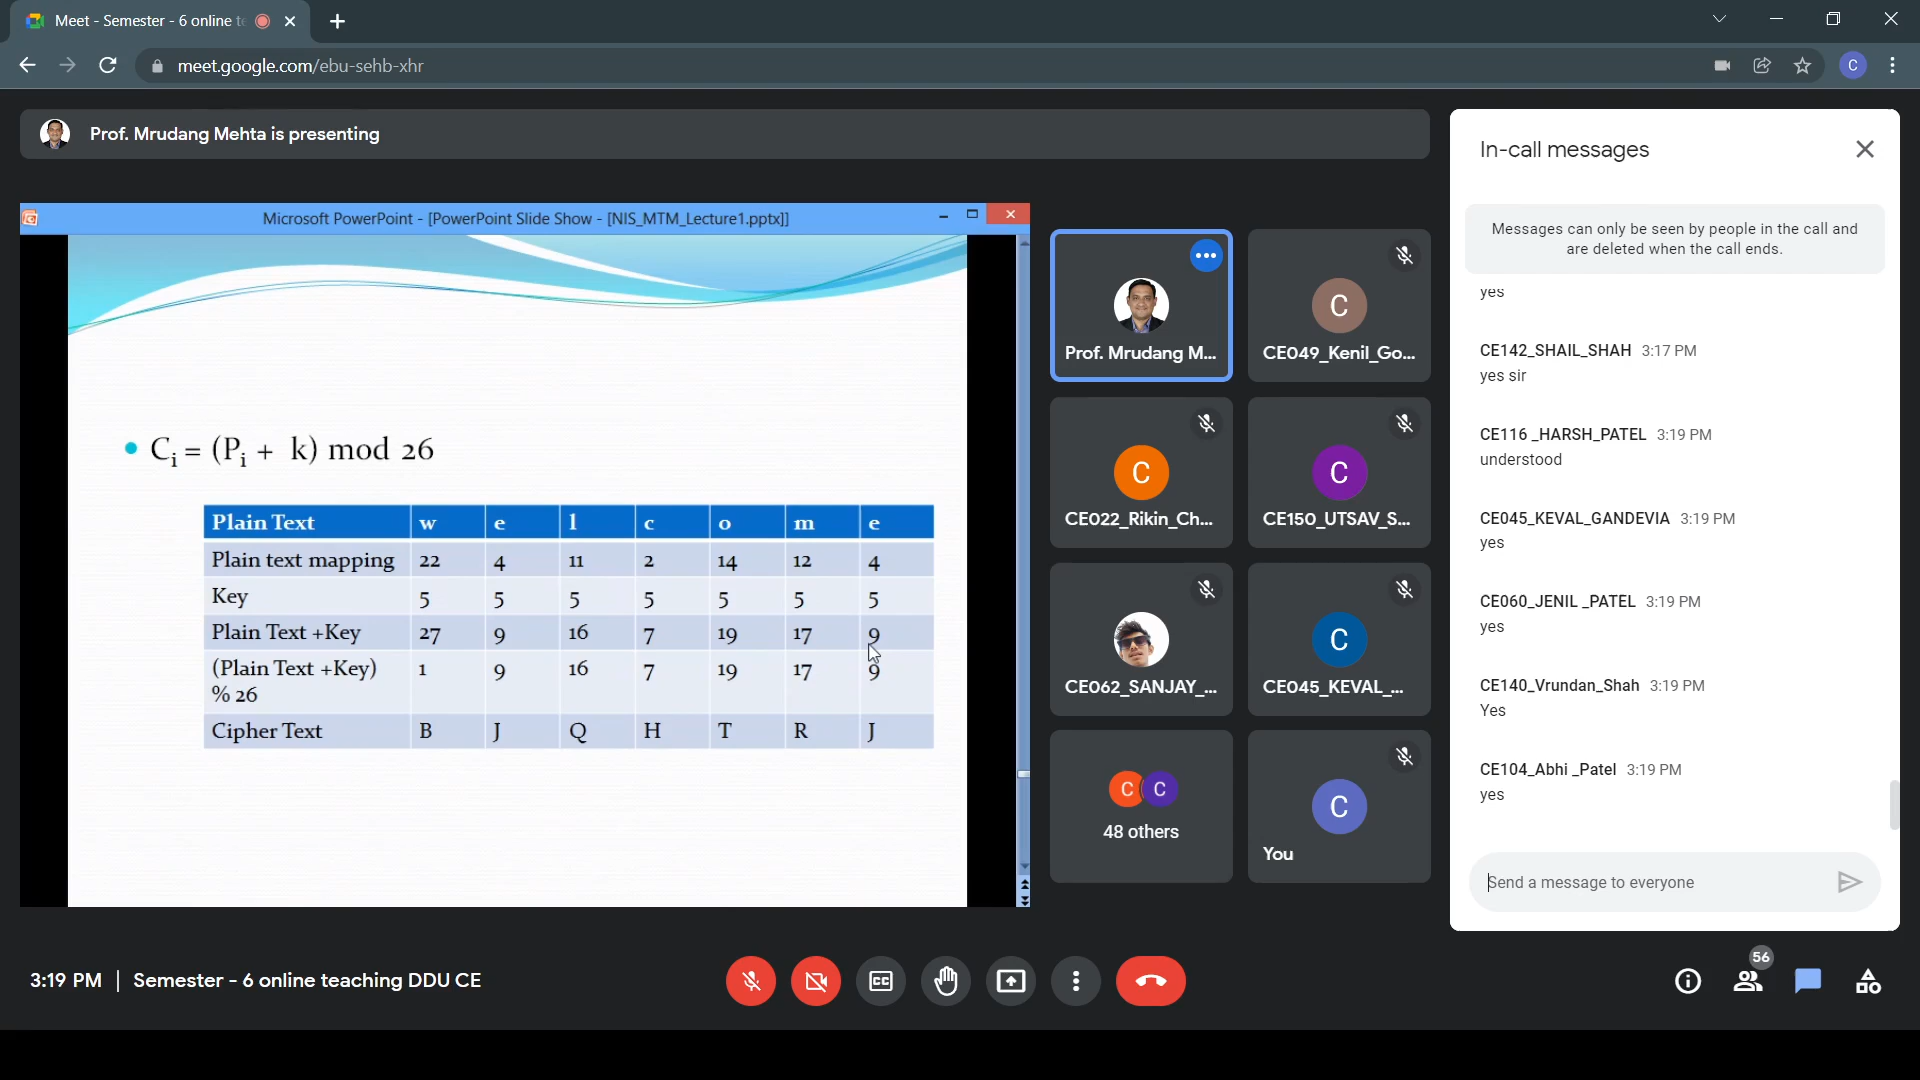 Meet - Semester - 6 online te
meet.google.com/ebu-sehb-xhr
C
Prof. Mrudang Mehta is presenting
Microsoft PowerPoint - [PowerPoint Slide Show - [NIS_MTM_Lecture1.pptx]]
Cᵢ = (Pᵢ + k) mod 26
Plain Text w e l c o m e
Plain text mapping 22 4 11 2 14 12 4
Key 5 5 5 5 5 5 5
Plain Text +Key 27 9 16 7 19 17 9
(Plain Text +Key) 1 9 16 7 19 17 9
% 26
Cipher Text B J Q H T R J
Prof. Mrudang M...
C
CE049_Kenil_Go...
C
CE022_Rikin_Ch...
C
CE150_UTSAV_S...
CE062_SANJAY_...
C
CE045_KEVAL_...
C C
48 others
C
You
In-call messages
Messages can only be seen by people in the call and
are deleted when the call ends.
yes
CE142_SHAIL_SHAH 3:17 PM
yes sir
CE116 _HARSH_PATEL 3:19 PM
understood
CE045_KEVAL_GANDEVIA 3:19 PM
yes
CE060_JENIL _PATEL 3:19 PM
yes
CE140_Vrundan_Shah 3:19 PM
Yes
CE104_Abhi _Patel 3:19 PM
yes
Send a message to everyone
3:19 PM | Semester - 6 online teaching DDU CE
CC
56